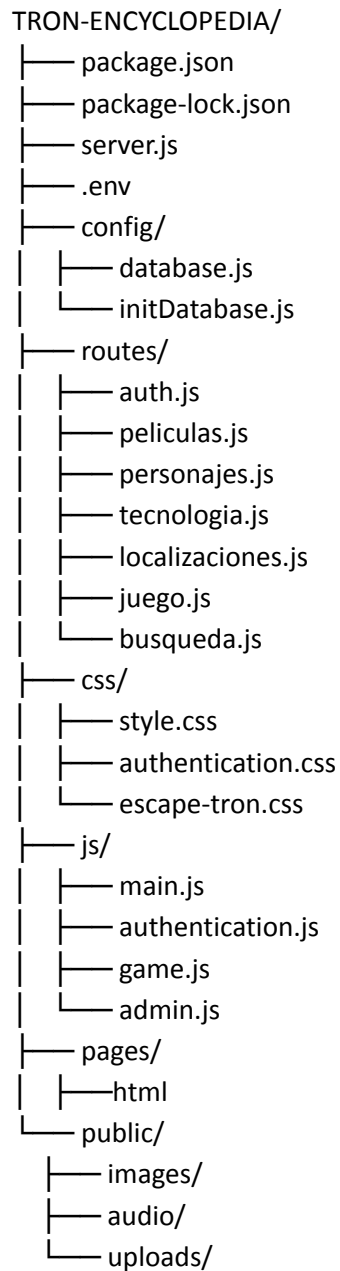 TRON-ENCYCLOPEDIA/
├── package.json
├── package-lock.json
├── server.js
├── .env
├── config/
│   ├── database.js
│   └── initDatabase.js
├── routes/
│   ├── auth.js
│   ├── peliculas.js
│   ├── personajes.js
│   ├── tecnologia.js
│   ├── localizaciones.js
│   ├── juego.js
│   └── busqueda.js
├── css/
│   ├── style.css
│   ├── authentication.css
│   └── escape-tron.css
├── js/
│   ├── main.js
│   ├── authentication.js
│   ├── game.js
│   └── admin.js
├── pages/
│   ├──html
└── public/
    ├── images/
    ├── audio/
    └── uploads/